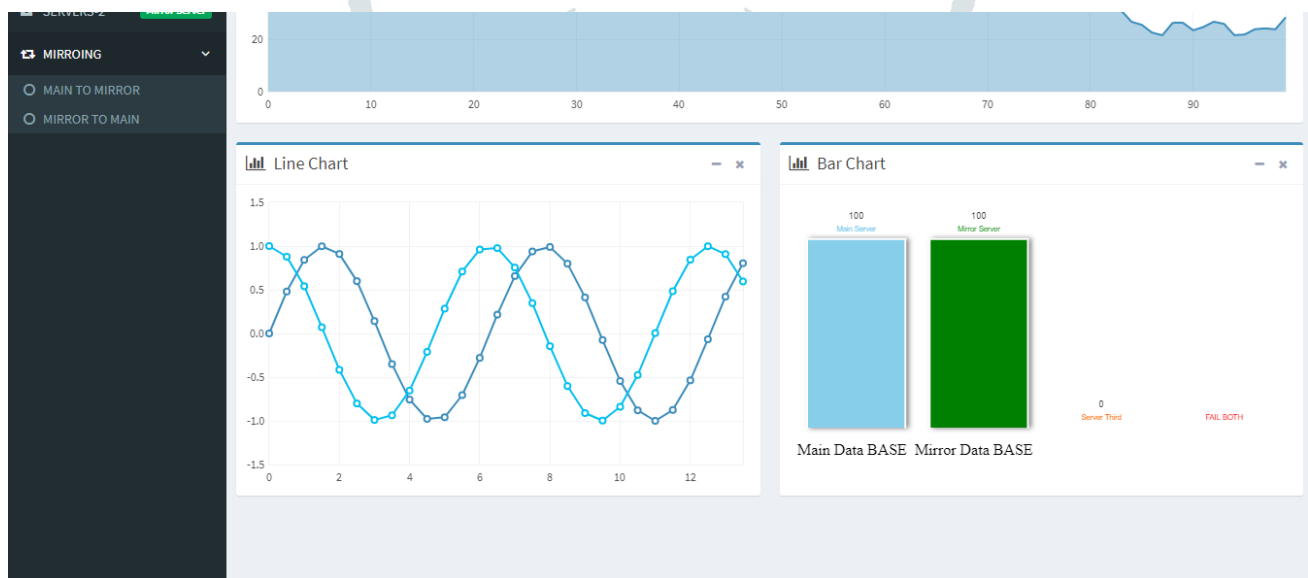 SERVERS-2 Mirror Server
MIRROING
MAIN TO MIRROR
MIRROR TO MAIN
20
0
0 10 20 30 40 50 60 70 80 90
Line Chart
1.5
1.0
0.5
0.0
-0.5
-1.0
-1.5
0 2 4 6 8 10 12
Bar Chart
100 100
Main Server Mirror Server
0
Server Third FAIL BOTH
Main Data BASE Mirror Data BASE